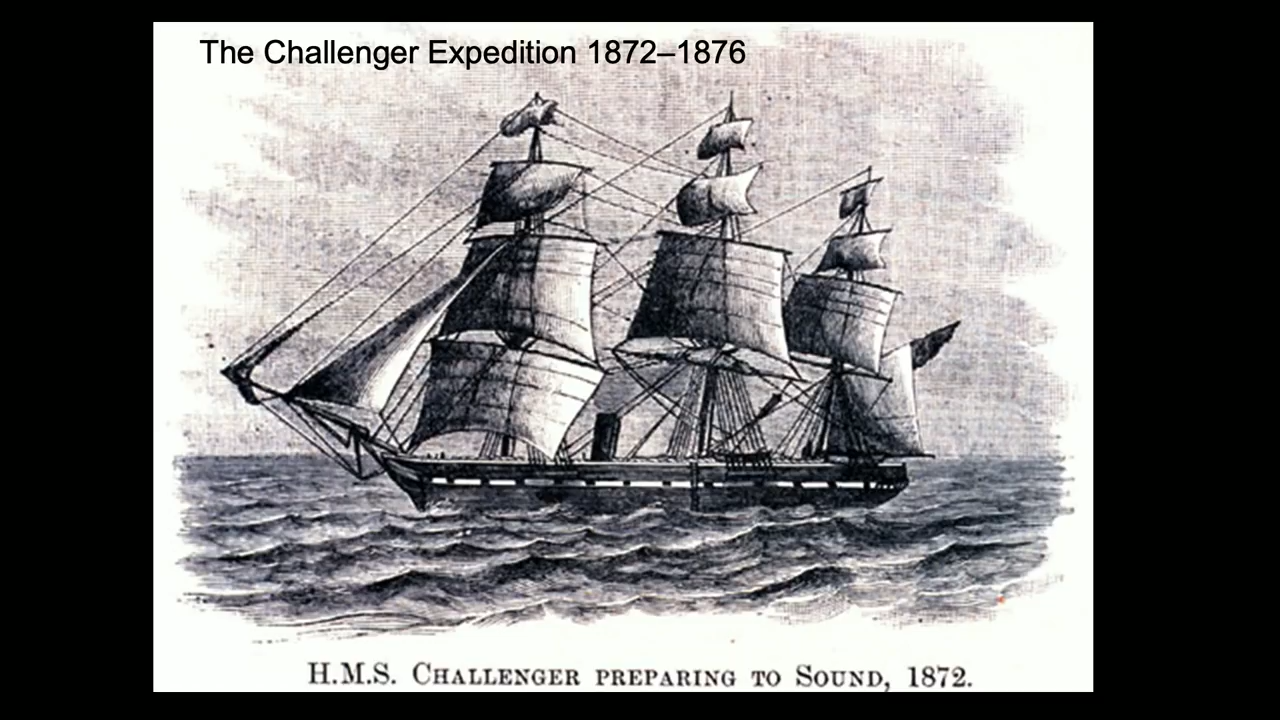 The Challenger Expedition 1872–1876
H.M.S. CHALLENGER PREPARING TO SOUND, 1872.